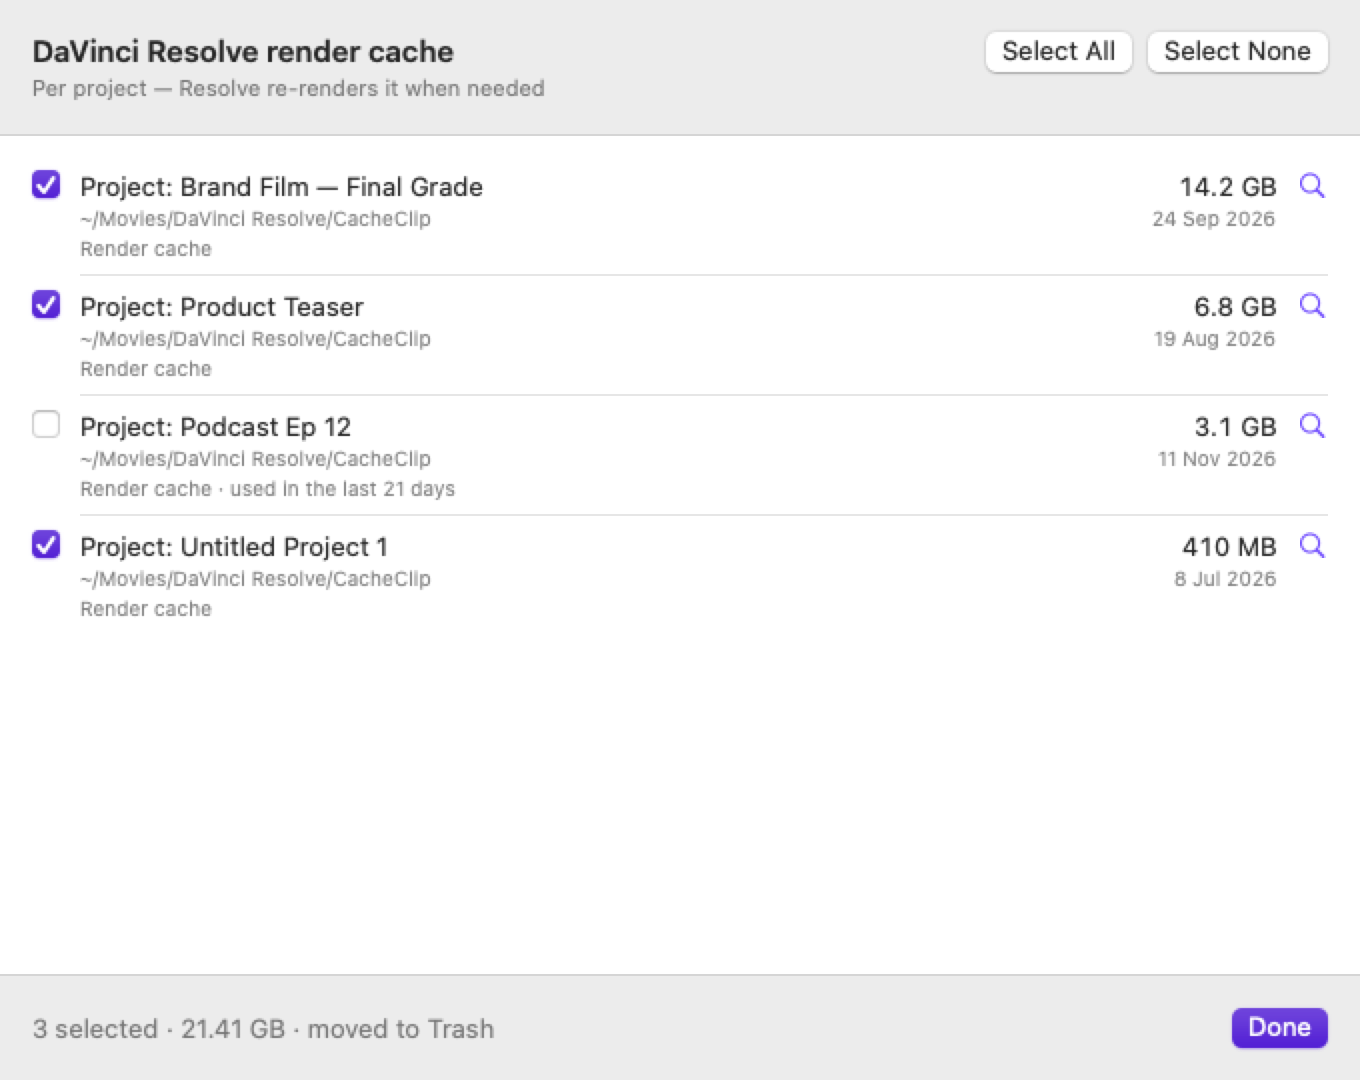 DaVinci Resolve render cache
Per project — Resolve re-renders it when needed
Select All
Select None
Project: Brand Film — Final Grade
14.2 GB
~/Movies/DaVinci Resolve/CacheClip
24 Sep 2026
Render cache
Project: Product Teaser
6.8 GB
~/Movies/DaVinci Resolve/CacheClip
19 Aug 2026
Render cache
Project: Podcast Ep 12
3.1 GB
~/Movies/DaVinci Resolve/CacheClip
11 Nov 2026
Render cache · used in the last 21 days
Project: Untitled Project 1
410 MB
~/Movies/DaVinci Resolve/CacheClip
8 Jul 2026
Render cache
3 selected · 21.41 GB · moved to Trash
Done